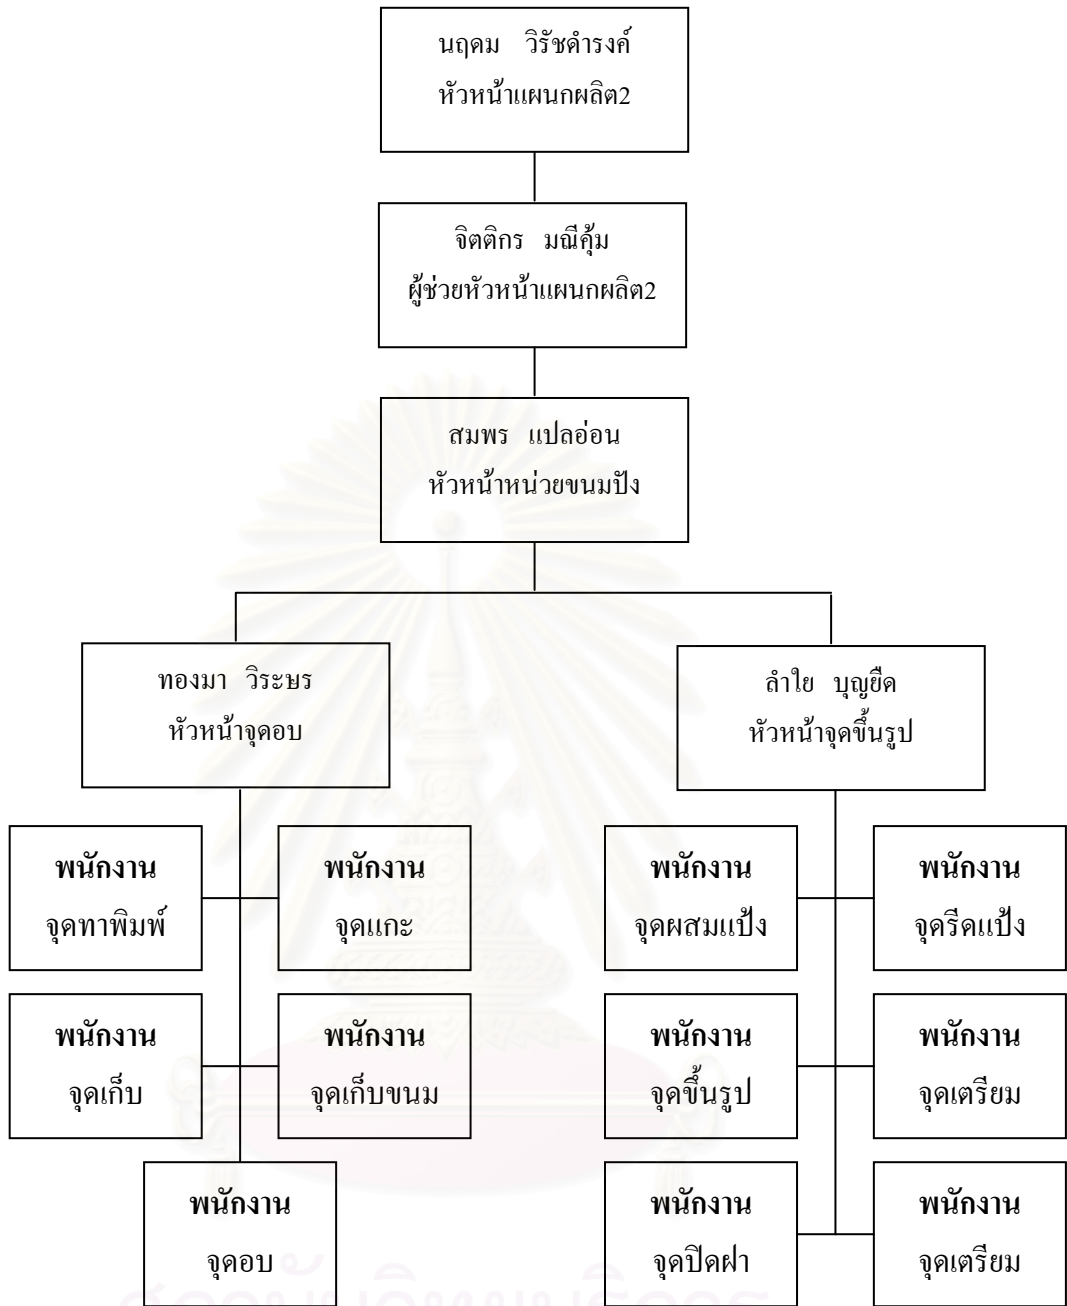 นฤดม วิรัชดำรงค์
หัวหน้าแผนกผลิต2
จิตติกร มณีคุ้ม
ผู้ช่วยหัวหน้าแผนกผลิต2
สมพร แปลอ่อน
หัวหน้าหน่วยขนมปัง
ทองมา วิระษร
หัวหน้าจุดอบ
ลำใย บุญยืด
หัวหน้าจุดขึ้นรูป
พนักงาน
จุดทาพิมพ์
พนักงาน
จุดแกะ
พนักงาน
จุดผสมแป้ง
พนักงาน
จุดรีดแป้ง
พนักงาน
จุดเก็บ
พนักงาน
จุดเก็บขนม
พนักงาน
จุดขึ้นรูป
พนักงาน
จุดเตรียม
พนักงาน
จุดอบ
พนักงาน
จุดปิดฝา
พนักงาน
จุดเตรียม
สถาบันวิทยบริการ